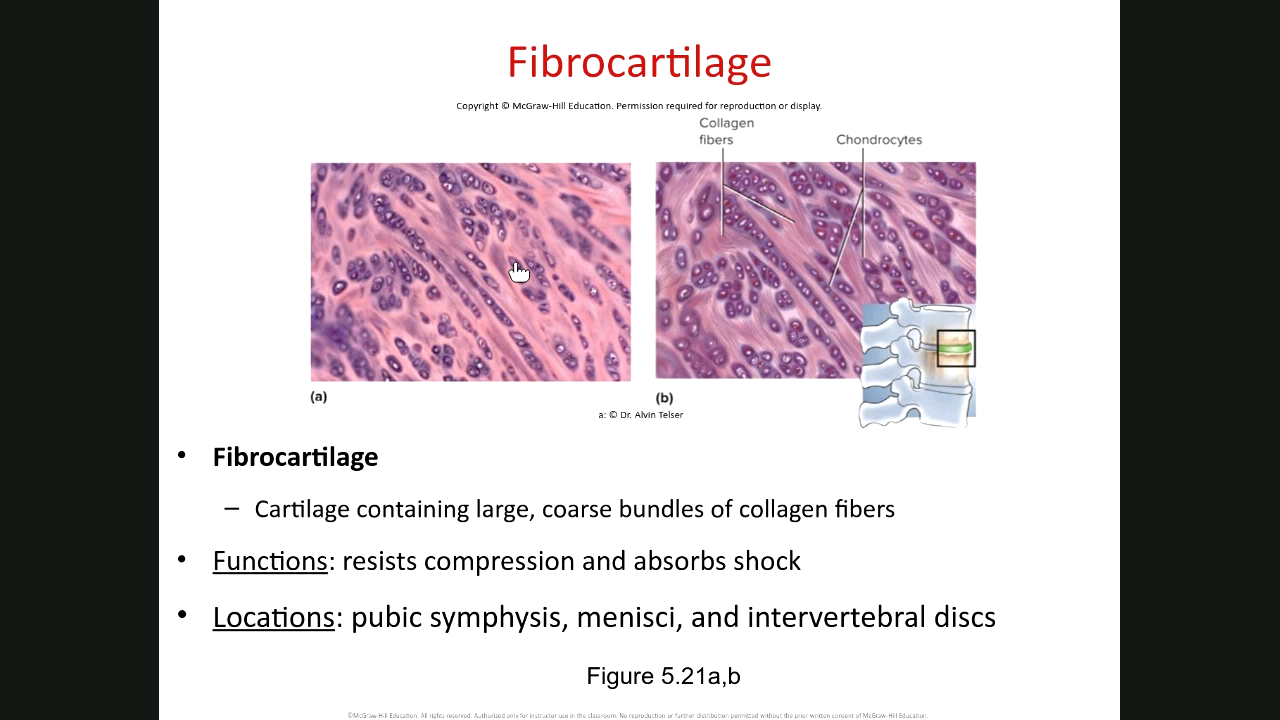 Fibrocartilage
Copyright © McGraw-Hill Education. Permission required for reproduction or display.
Collagen
fibers
Chondrocytes
(a)
(b)
a: © Dr. Alvin Telser
• Fibrocartilage
– Cartilage containing large, coarse bundles of collagen fibers
• Functions: resists compression and absorbs shock
• Locations: pubic symphysis, menisci, and intervertebral discs
Figure 5.21a,b
©McGraw-Hill Education. All rights reserved. Authorized only for instructor use in the classroom. No reproduction or further distribution permitted without the prior written consent of McGraw-Hill Education.